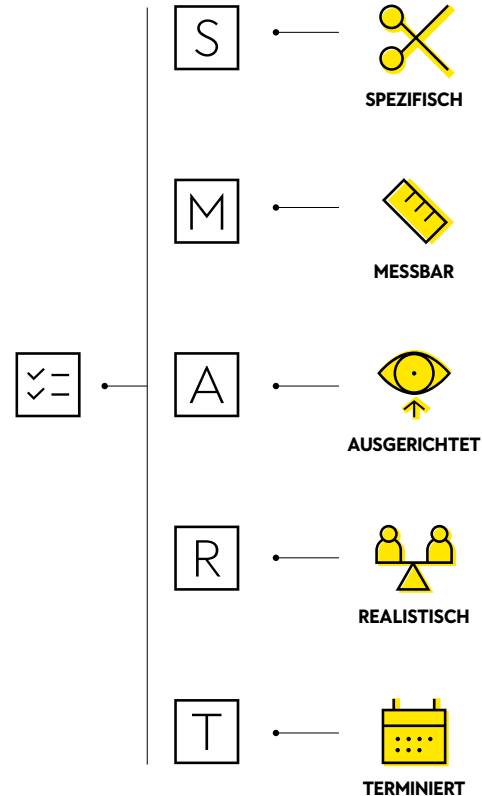 S
SPEZIFISCH
M
MESSBAR
A
AUSGERICHTET
R
REALISTISCH
T
TERMINIERT